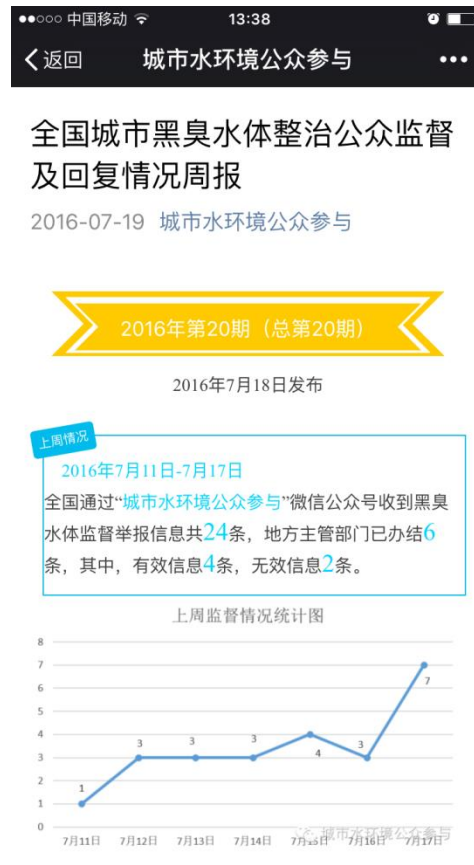 中国移动 13:38
返回 城市水环境公众参与
全国城市黑臭水体整治公众监督
及回复情况周报
2016-07-19 城市水环境公众参与
2016年第20期（总第20期）
2016年7月18日发布
上周情况
2016年7月11日-7月17日
全国通过“城市水环境公众参与”微信公众号收到黑臭
水体监督举报信息共24条，地方主管部门已办结6
条，其中，有效信息4条，无效信息2条。
上周监督情况统计图
8
7
6
5
4
3
2
1
0
1
3
3
3
4
3
7
7月11日 7月12日 7月13日 7月14日 7月15日 7月16日 7月17日
城市水环境公众参与